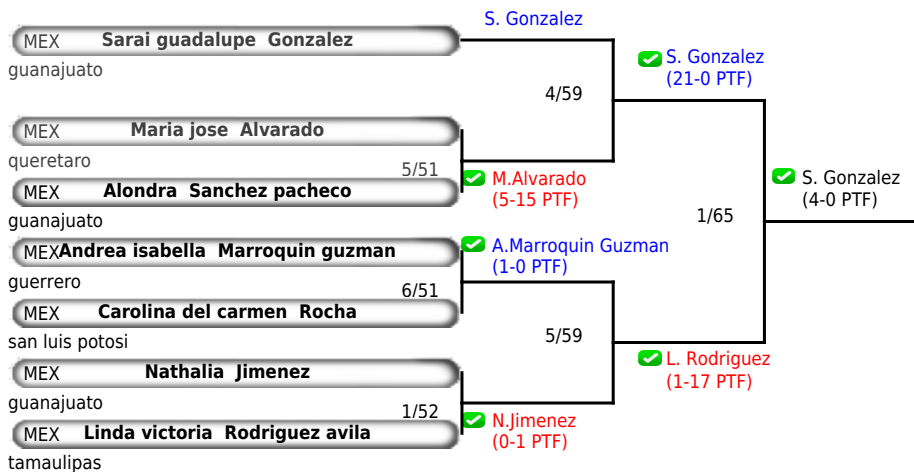 S. Gonzalez
MEX Sarai guadalupe Gonzalez
guanajuato
S. Gonzalez
(21-0 PTF)
4/59
MEX Maria jose Alvarado
queretaro
5/51
M.Alvarado
(5-15 PTF)
MEX Alondra Sanchez pacheco
guanajuato
S. Gonzalez
(4-0 PTF)
1/65
MEX Andrea isabella Marroquin guzman
guerrero
A.Marroquin Guzman
(1-0 PTF)
6/51
MEX Carolina del carmen Rocha
san luis potosi
5/59
L. Rodriguez
(1-17 PTF)
MEX Nathalia Jimenez
guanajuato
1/52
N.Jimenez
(0-1 PTF)
MEX Linda victoria Rodriguez avila
tamaulipas